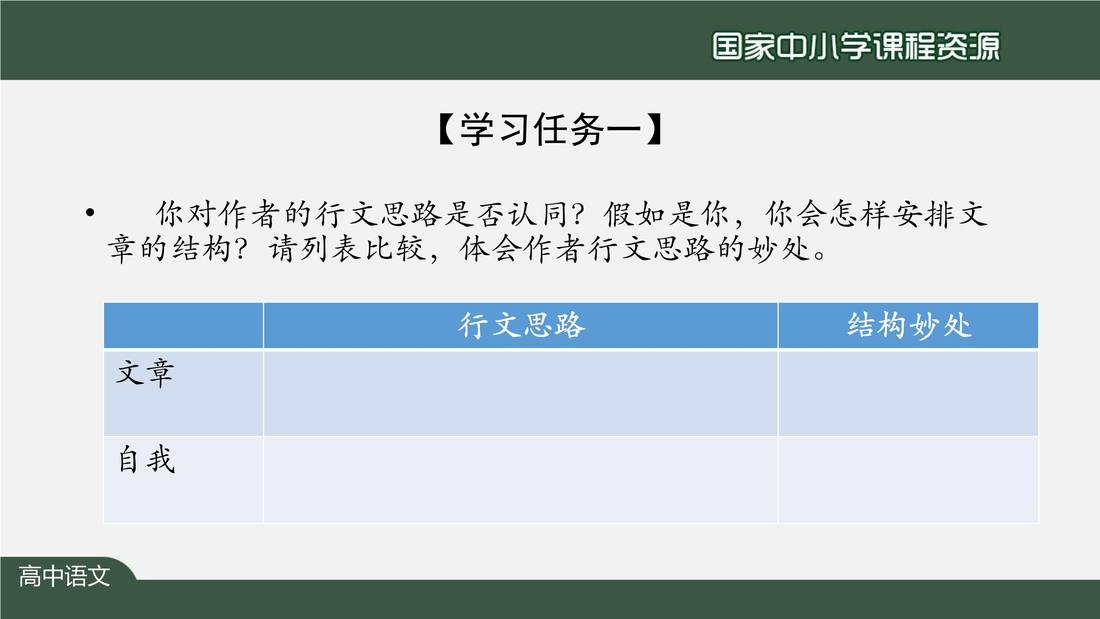 国家中小学课程资源
【学习任务一】
• 你对作者的行文思路是否认同？假如是你，你会怎样安排文
章的结构？请列表比较，体会作者行文思路的妙处。
行文思路 结构妙处
文章
自我
高中语文